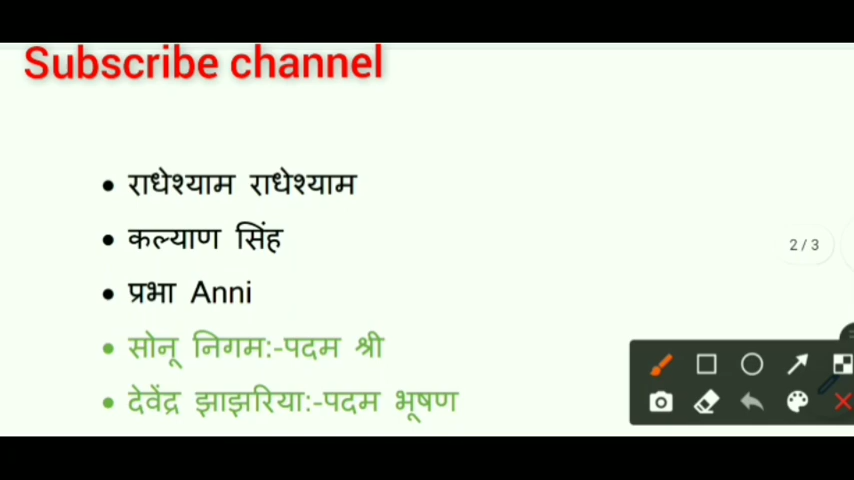 Subscribe channel
राधेश्याम राधेश्याम
कल्याण सिंह
2/3
प्रभा Anni
सोनू निगम:-पदम श्री
देवेंद्र झाझरिया:-पदम भूषण